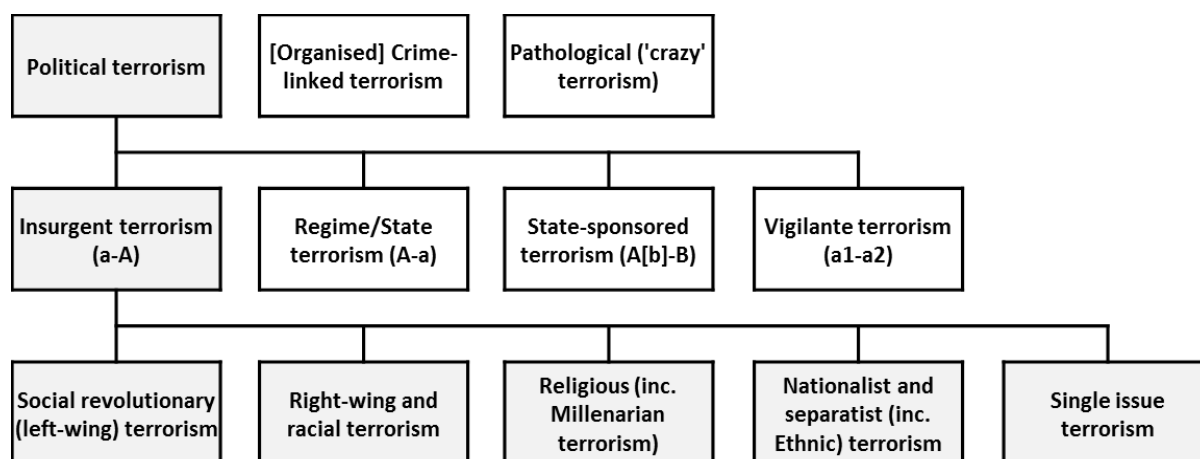 Political terrorism
[Organised] Crime-
linked terrorism
Pathological ('crazy'
terrorism)
Insurgent terrorism
(a-A)
Regime/State
terrorism (A-a)
State-sponsored
terrorism (A[b]-B)
Vigilante terrorism
(a1-a2)
Social revolutionary
(left-wing) terrorism
Right-wing and
racial terrorism
Religious (inc.
Millenarian
terrorism)
Nationalist and
separatist (inc.
Ethnic) terrorism
Single issue
terrorism